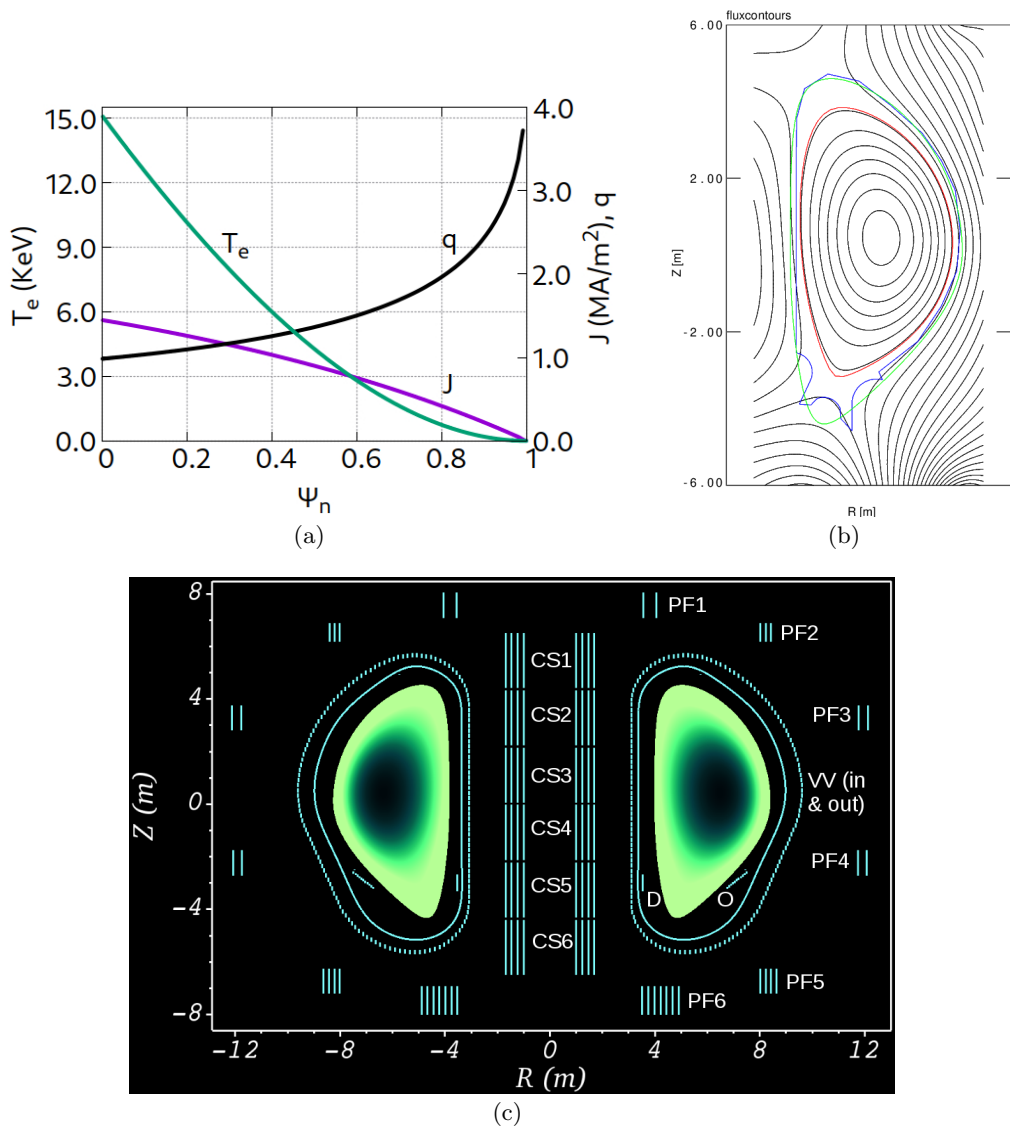 15.0
12.0
9.0
6.0
3.0
0.0
T_e (KeV)
0
0.2
0.4
0.6
0.8
1
Ψ_n
4.0
3.0
2.0
1.0
0.0
J (MA/m²), q
T_e
q
J
(a)
fluxcontours
6.00
2.00
-2.00
-6.00
Z [m]
R [m]
(b)
8
4
0
-4
-8
Z (m)
-12
-8
-4
0
4
8
12
R (m)
PF1
PF2
PF3
VV (in
& out)
PF4
PF5
PF6
CS1
CS2
CS3
CS4
CS5
CS6
D
O
(c)